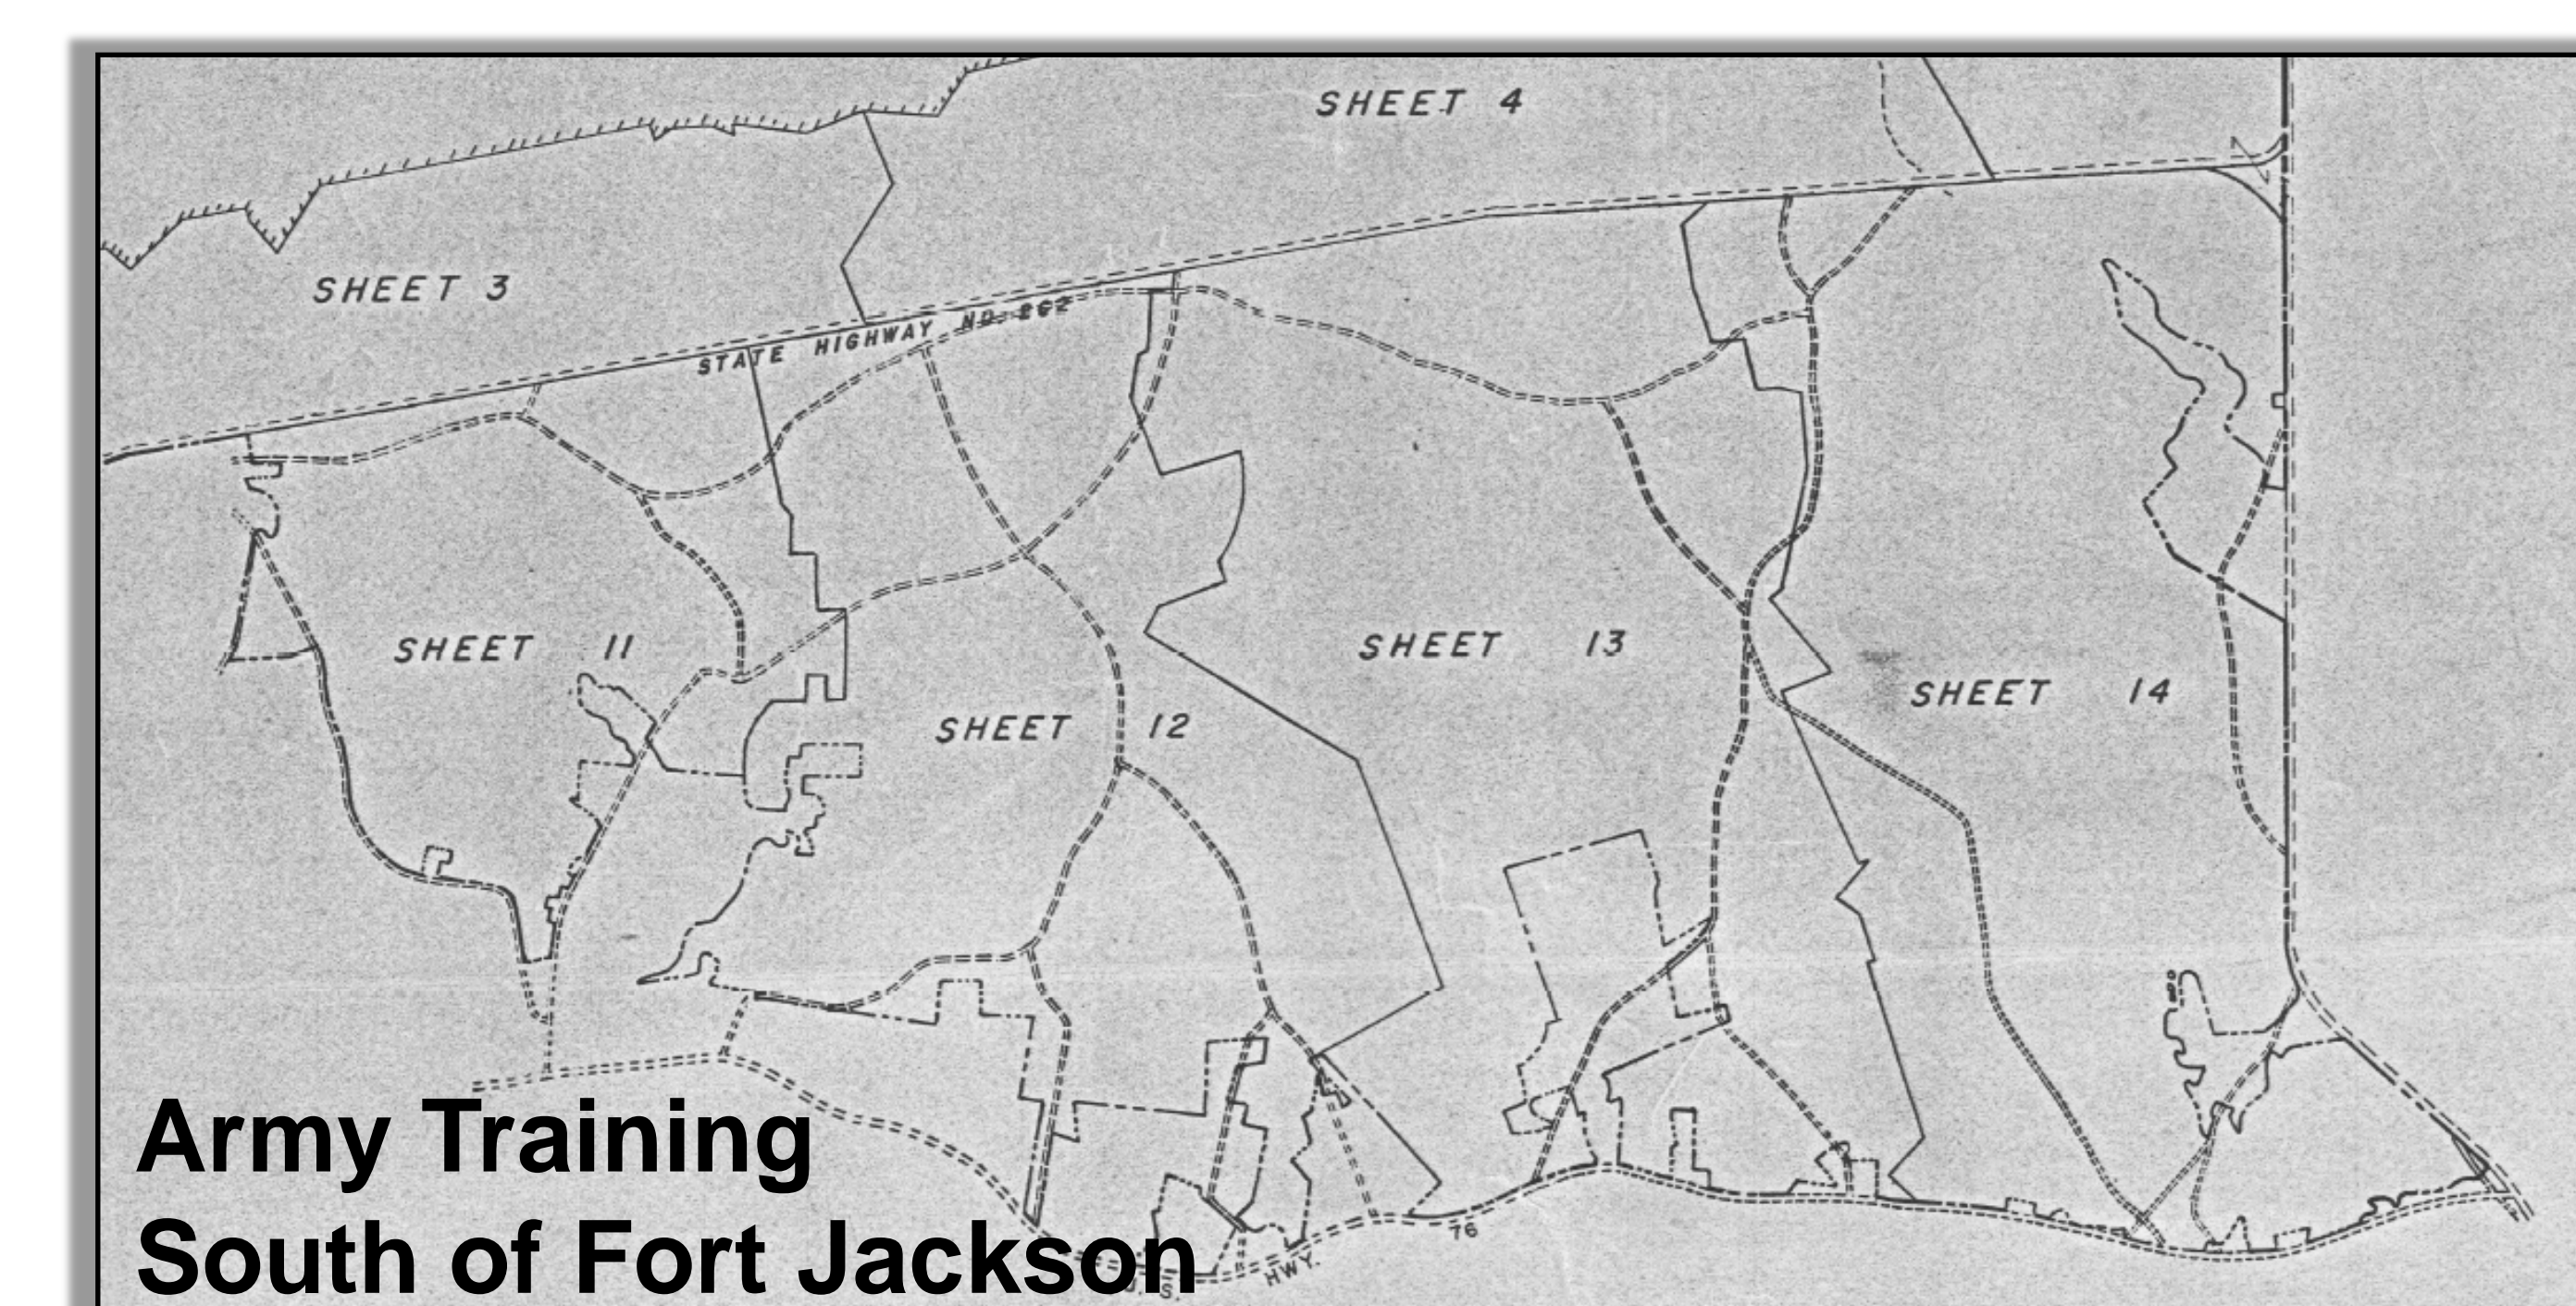 SHEET 4
SHEET 3
STATE HIGHWAY NO. 262
SHEET 11
SHEET 13
SHEET 14
SHEET 12
Army Training
South of Fort Jackson
U. S. HWY. 76